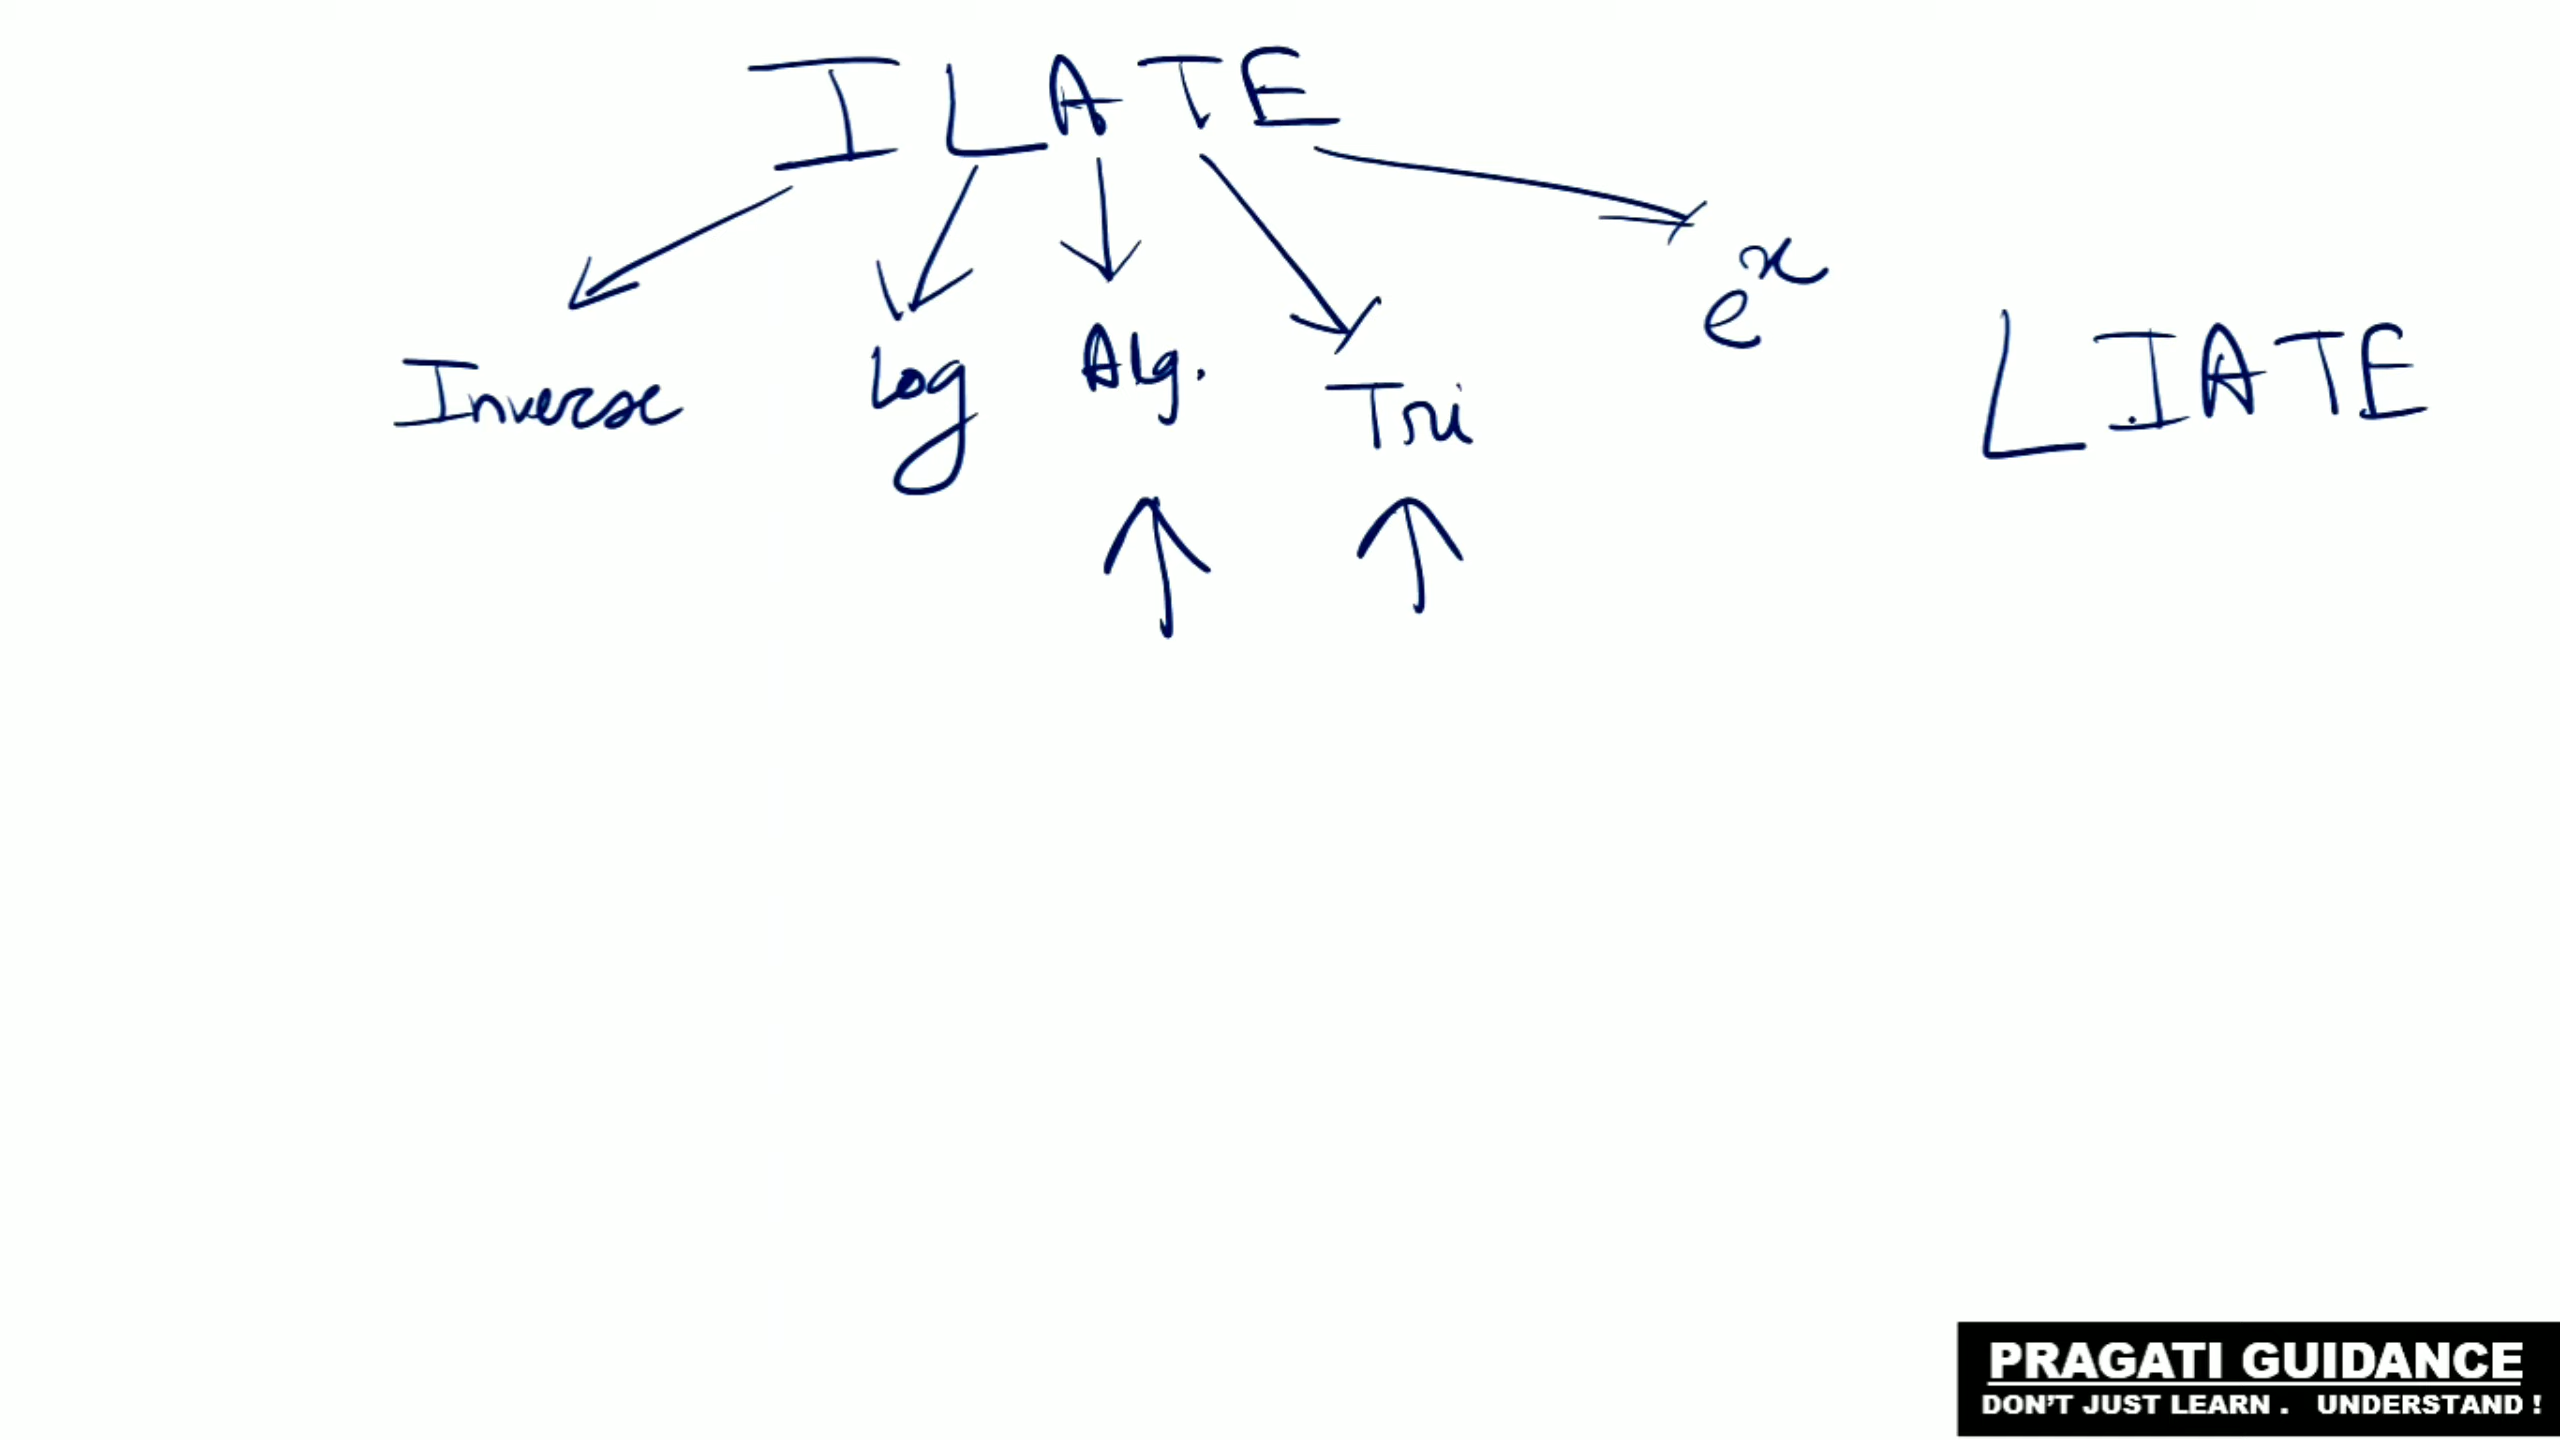 ILATE
e^x
Inverse Log Alg. Tri
LIATE
PRAGATI GUIDANCE
DON'T JUST LEARN . UNDERSTAND !